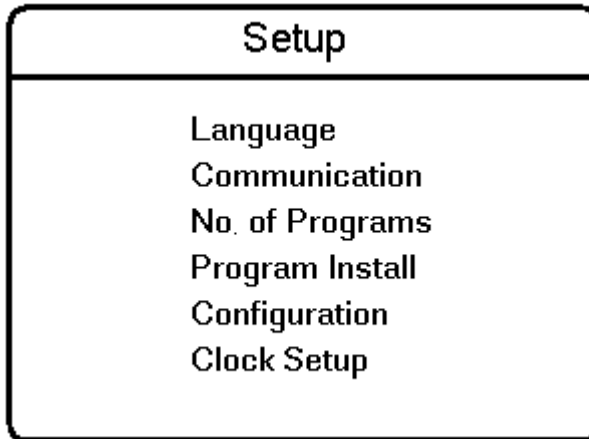 Setup
Language
Communication
No. of Programs
Program Install
Configuration
Clock Setup